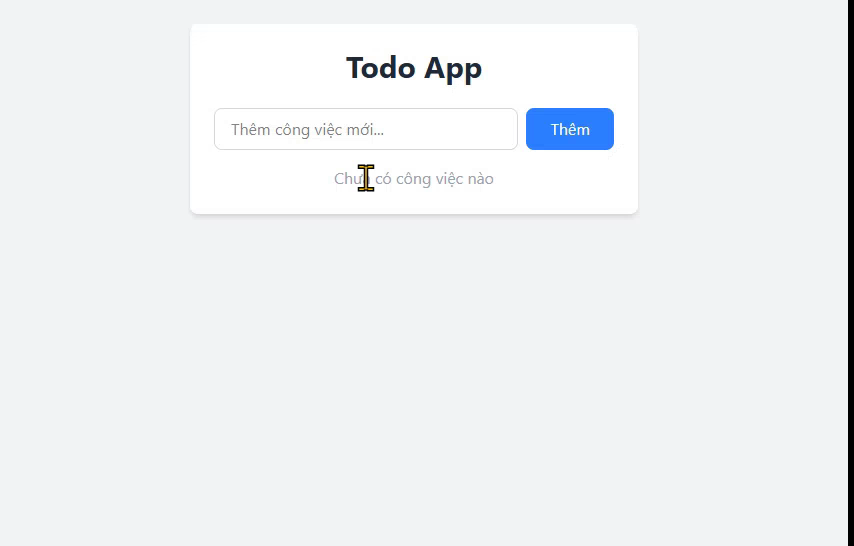 Todo App
Thêm công việc mới...
Thêm
Chưa có công việc nào